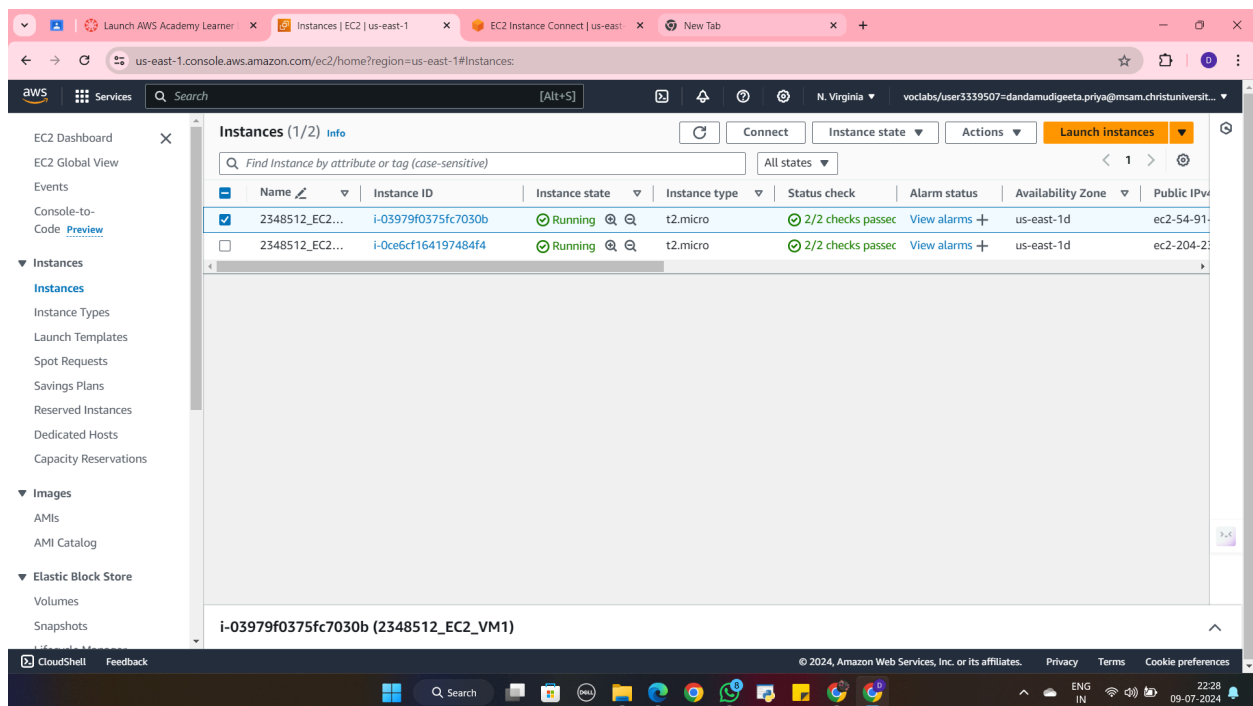 Launch AWS Academy Learner
Instances | EC2 | us-east-1
EC2 Instance Connect | us-east-
New Tab
us-east-1.console.aws.amazon.com/ec2/home?region=us-east-1#Instances:
D
aws
Services
Search
[Alt+S]
N. Virginia
voclabs/user3339507=dandamudigeeta.priya@msam.christuniversit...
EC2 Dashboard
EC2 Global View
Events
Console-to-
Code Preview
Instances
Instances
Instance Types
Launch Templates
Spot Requests
Savings Plans
Reserved Instances
Dedicated Hosts
Capacity Reservations
Images
AMIs
AMI Catalog
Elastic Block Store
Volumes
Snapshots
Lifecycle Manager
Instances (1/2) Info
Connect
Instance state
Actions
Launch instances
Find Instance by attribute or tag (case-sensitive)
All states
1
Name Instance ID Instance state Instance type Status check Alarm status Availability Zone Public IPv4
2348512_EC2... i-03979f0375fc7030b Running t2.micro 2/2 checks passec View alarms us-east-1d ec2-54-91-
2348512_EC2... i-0ce6cf164197484f4 Running t2.micro 2/2 checks passec View alarms us-east-1d ec2-204-23
i-03979f0375fc7030b (2348512_EC2_VM1)
CloudShell Feedback © 2024, Amazon Web Services, Inc. or its affiliates. Privacy Terms Cookie preferences
Search
DELL
8
D
ENG
IN
22:28
09-07-2024